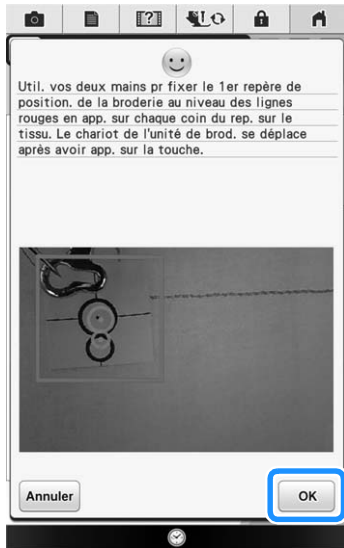 Util. vos deux mains pr fixer le 1er repère de
position. de la broderie au niveau des lignes
rouges en app. sur chaque coin du rep. sur le
tissu. Le chariot de l'unité de brod. se déplace
après avoir app. sur la touche.
Annuler
OK